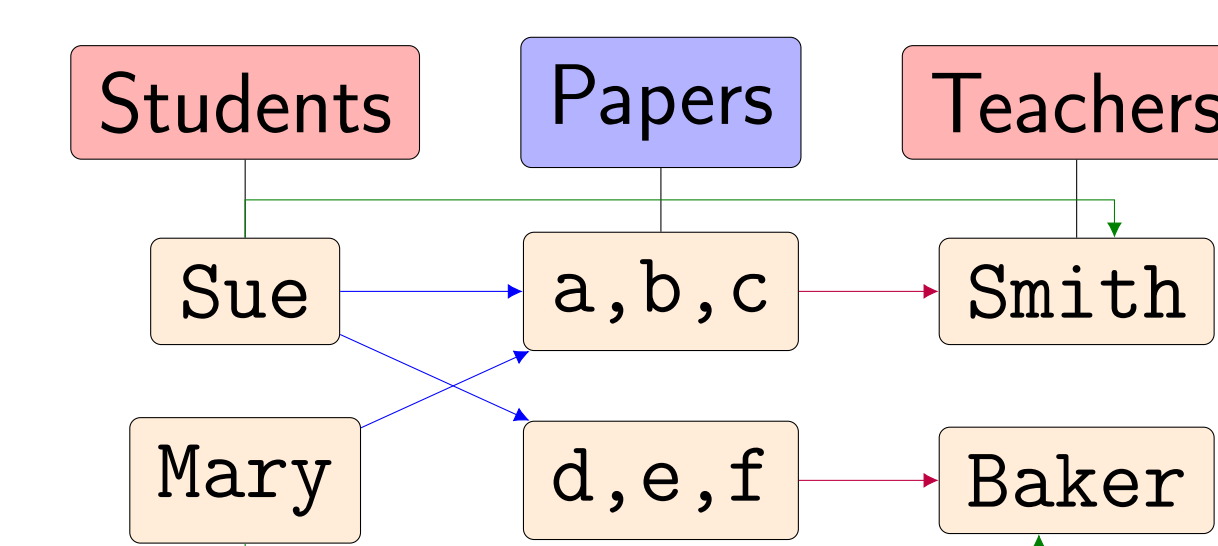 Students
Papers
Teachers
Sue
a,b,c
Smith
Mary
d,e,f
Baker